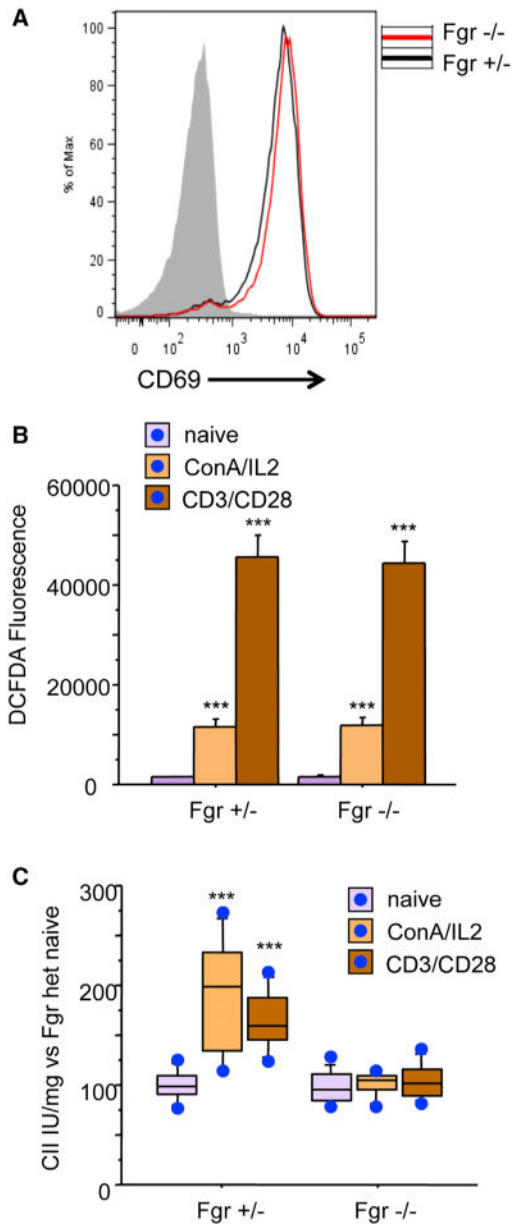 A
Fgr -/-
Fgr +/-
100
80
60
40
20
0
% of Max
0 10² 10³ 10⁴ 10⁵
CD69
B
naive
ConA/IL2
CD3/CD28
DCFDA Fluorescence
60000
40000
20000
0
*** *** *** ***
Fgr +/- Fgr -/-
C
naive
ConA/IL2
CD3/CD28
CII IU/mg vs Fgr het naive
300
200
100
0
*** ***
Fgr +/- Fgr -/-